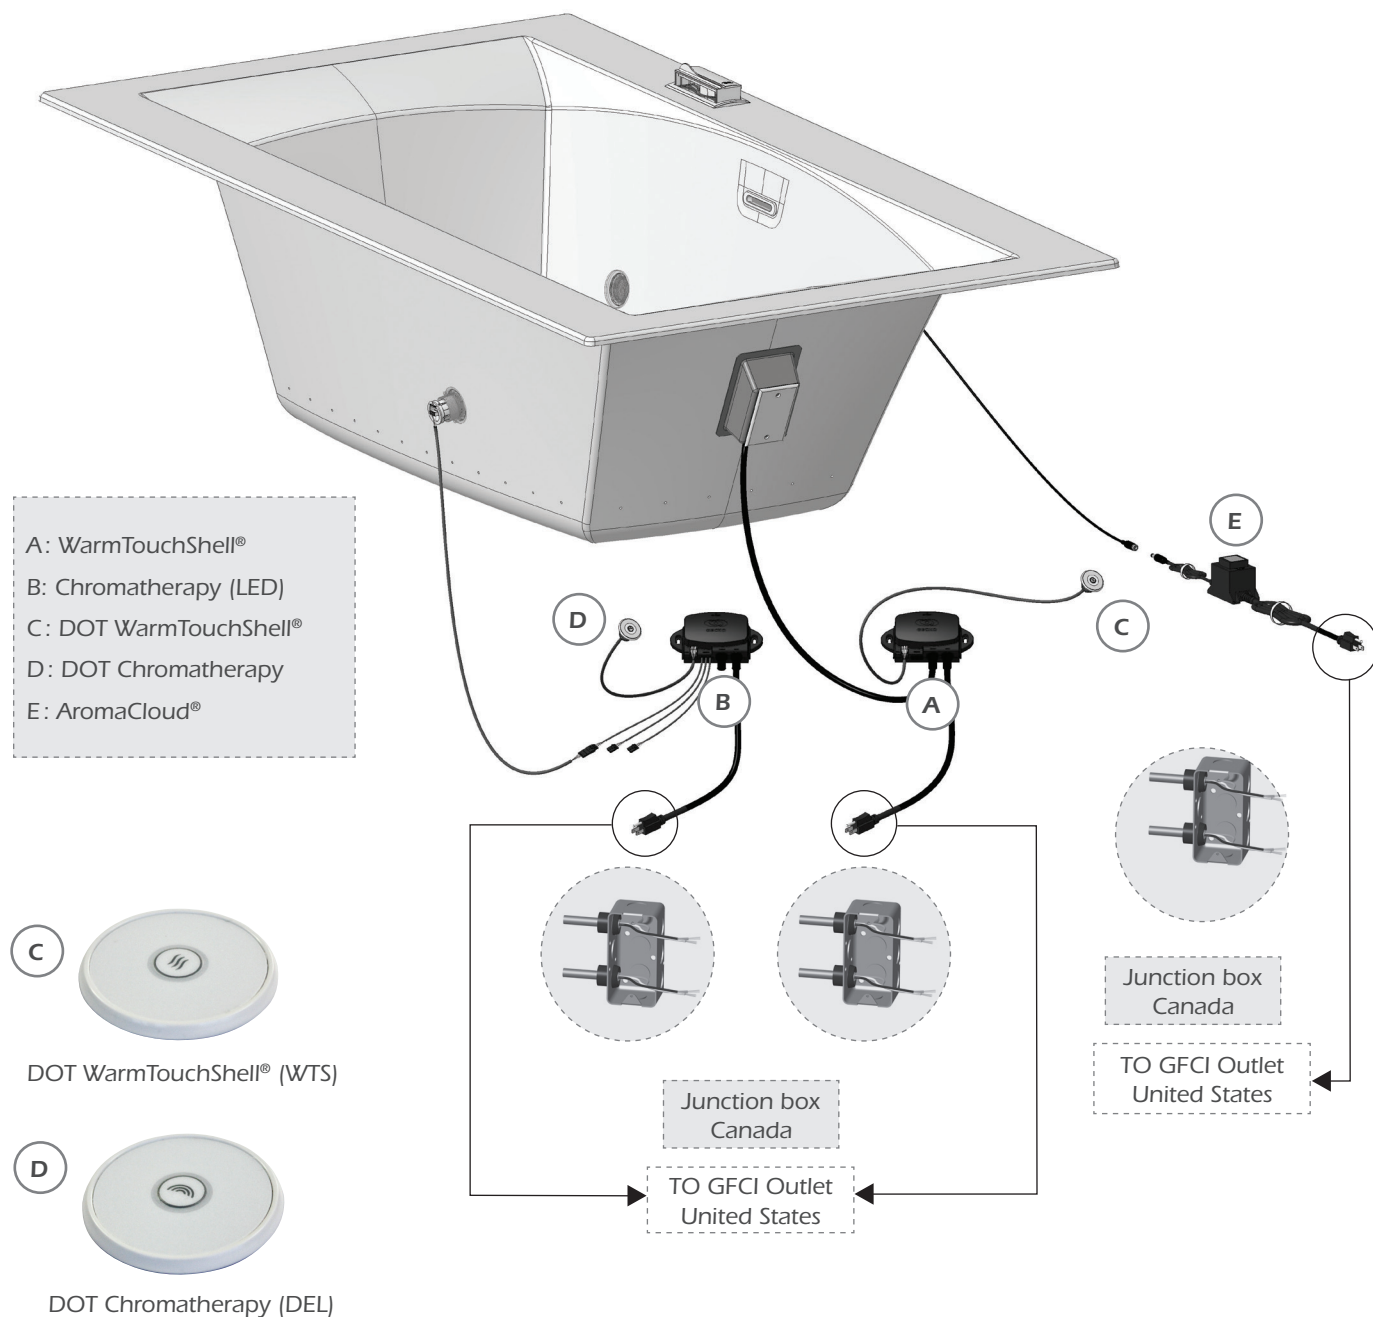 E
A: WarmTouchShell®
B: Chromatherapy (LED)
C: DOT WarmTouchShell®
D: DOT Chromatherapy
E: AromaCloud®
D
C
B
A
C
DOT WarmTouchShell® (WTS)
D
DOT Chromatherapy (DEL)
Junction box
Canada
TO GFCI Outlet
United States
Junction box
Canada
TO GFCI Outlet
United States